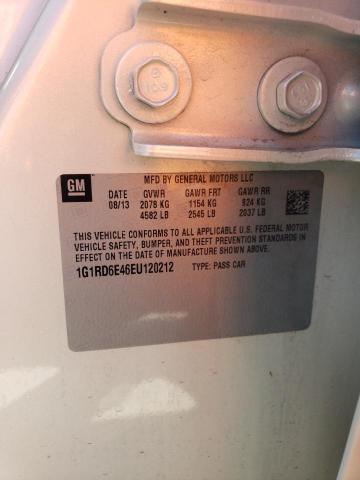 10.9
GM
MFD BY GENERAL MOTORS LLC
DATE GVWR GAWR FRT GAWR RR
08/13 2078 KG 1154 KG 924 KG
4582 LB 2545 LB 2037 LB
THIS VEHICLE CONFORMS TO ALL APPLICABLE U.S. FEDERAL MOTOR
VEHICLE SAFETY, BUMPER, AND THEFT PREVENTION STANDARDS IN
EFFECT ON THE DATE OF MANUFACTURE SHOWN ABOVE.
1G1RD6E46EU120212 TYPE: PASS CAR